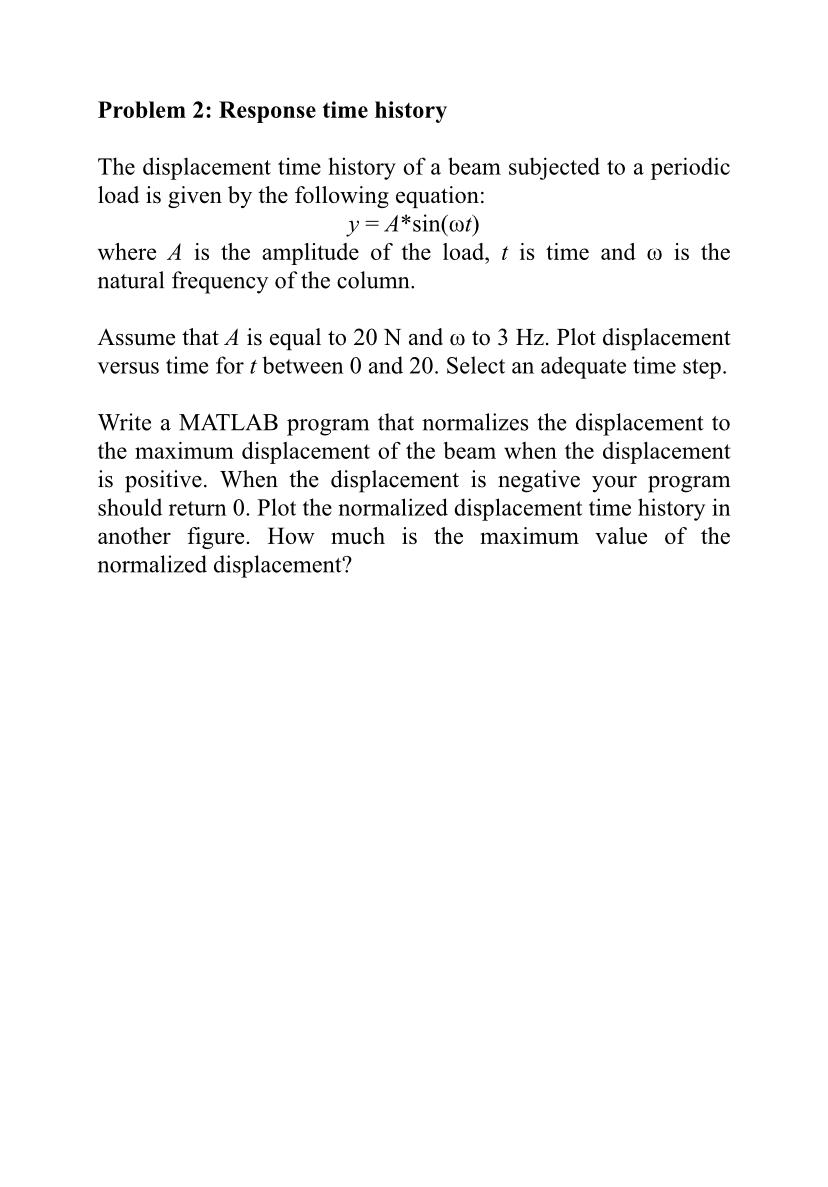 Problem 2: Response time history
The displacement time history of a beam subjected to a periodic
load is given by the following equation:
y = A*sin(ωt)
where A is the amplitude of the load, t is time and ω is the
natural frequency of the column.
Assume that A is equal to 20 N and ω to 3 Hz. Plot displacement
versus time for t between 0 and 20. Select an adequate time step.
Write a MATLAB program that normalizes the displacement to
the maximum displacement of the beam when the displacement
is positive. When the displacement is negative your program
should return 0. Plot the normalized displacement time history in
another figure. How much is the maximum value of the
normalized displacement?